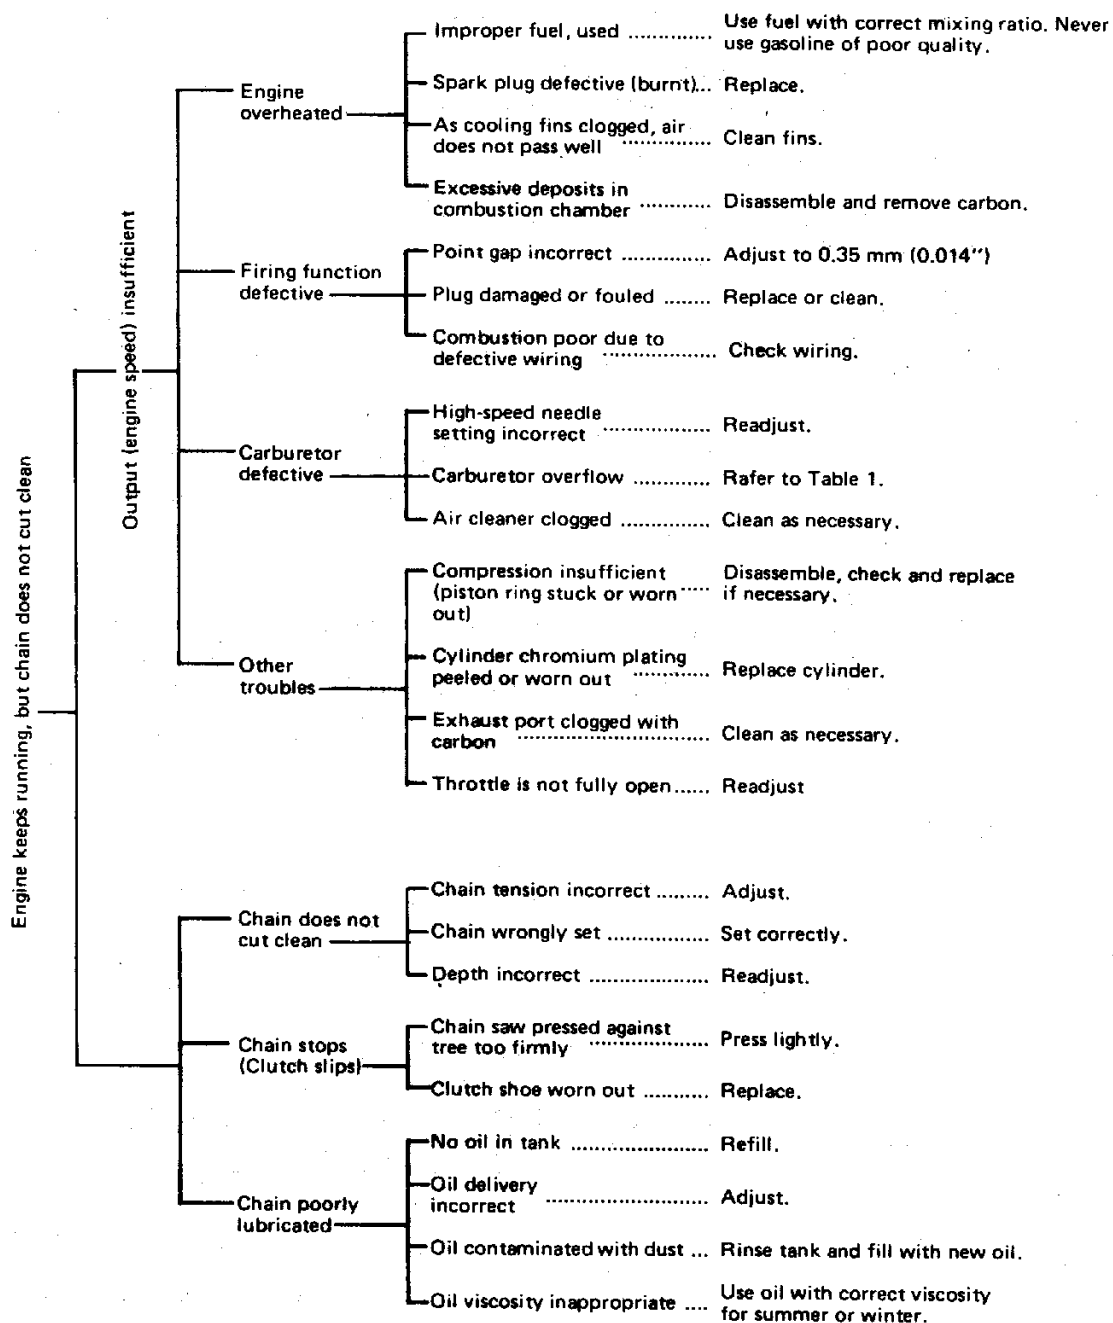 Engine keeps running, but chain does not cut clean
Output (engine speed) insufficient
Engine
overheated
Improper fuel, used ............. Use fuel with correct mixing ratio. Never
use gasoline of poor quality.
Spark plug defective (burnt)... Replace.
As cooling fins clogged, air
does not pass well .............. Clean fins.
Excessive deposits in
combustion chamber ............ Disassemble and remove carbon.
Firing function
defective
Point gap incorrect ............... Adjust to 0.35 mm (0.014")
Plug damaged or fouled ........ Replace or clean.
Combustion poor due to
defective wiring ................... Check wiring.
Carburetor
defective
High-speed needle
setting incorrect .................. Readjust.
Carburetor overflow ............. Rafer to Table 1.
Air cleaner clogged ............... Clean as necessary.
Other
troubles
Compression insufficient
(piston ring stuck or worn ..... Disassemble, check and replace
out)
if necessary.
Cylinder chromium plating
peeled or worn out ............. Replace cylinder.
Exhaust port clogged with
carbon ................................ Clean as necessary.
Throttle is not fully open ...... Readjust
Chain does not
cut clean
Chain tension incorrect ......... Adjust.
Chain wrongly set ................. Set correctly.
Depth incorrect .................... Readjust.
Chain stops
(Clutch slips)
Chain saw pressed against
tree too firmly .................... Press lightly.
Clutch shoe worn out ........... Replace.
Chain poorly
lubricated
No oil in tank ....................... Refill.
Oil delivery
incorrect ........................... Adjust.
Oil contaminated with dust ... Rinse tank and fill with new oil.
Oil viscosity inappropriate .... Use oil with correct viscosity
for summer or winter.